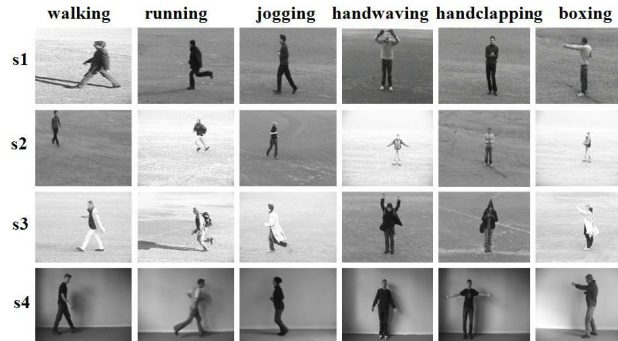 walking running jogging handwaving handclapping boxing
s1
s2
s3
s4